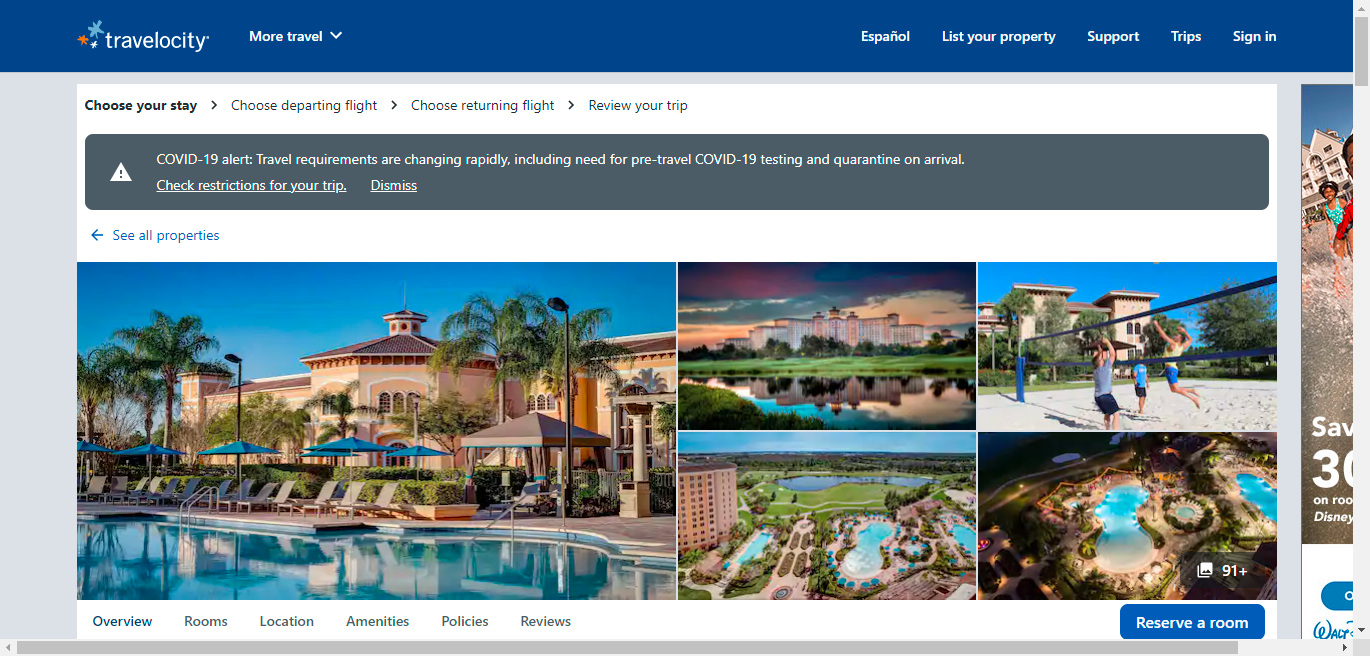 travelocity
More travel
Español
List your property
Support
Trips
Sign in
Choose your stay
Choose departing flight
Choose returning flight
Review your trip
COVID-19 alert: Travel requirements are changing rapidly, including need for pre-travel COVID-19 testing and quarantine on arrival.
Check restrictions for your trip. Dismiss
See all properties
91+
Overview
Rooms
Location
Amenities
Policies
Reviews
Reserve a room
Sav
30
on roo
Disney